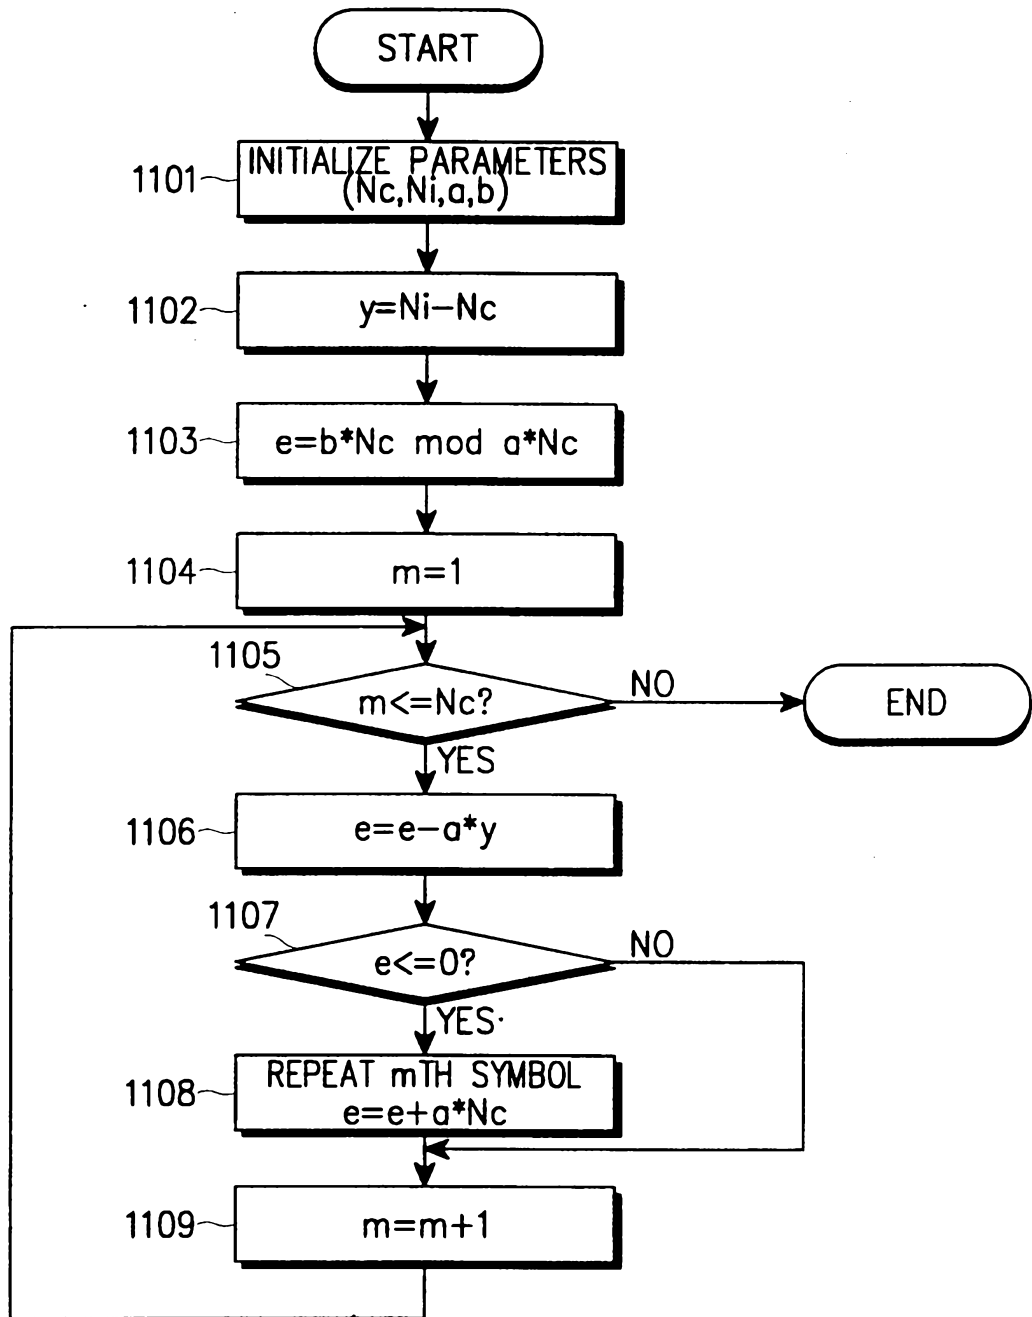 START
1101
INITIALIZE PARAMETERS
(Nc,Ni,a,b)
1102
y=Ni-Nc
1103
e=b*Nc mod a*Nc
1104
m=1
1105
m<=Nc?
NO
END
YES
1106
e=e-a*y
1107
e<=0?
NO
YES
1108
REPEAT mTH SYMBOL
e=e+a*Nc
1109
m=m+1